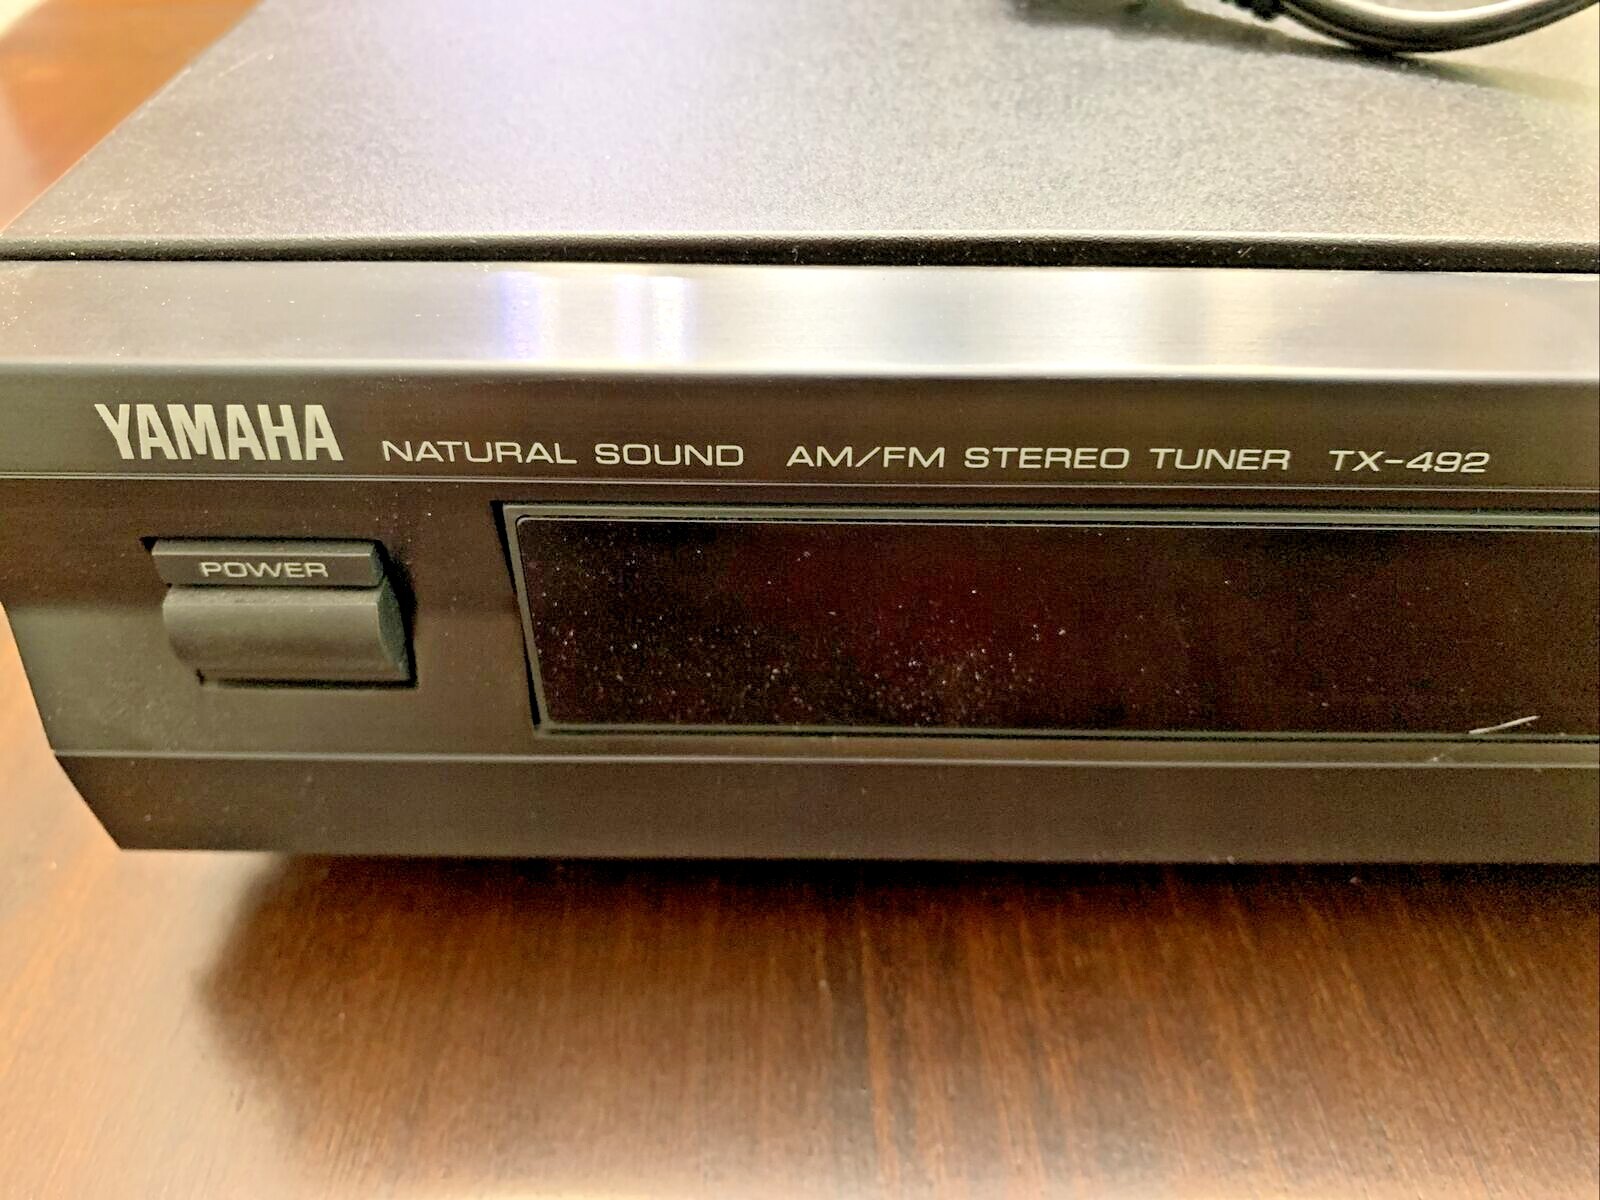 YAMAHA NATURAL SOUND AM/FM STEREO TUNER TX-492
POWER